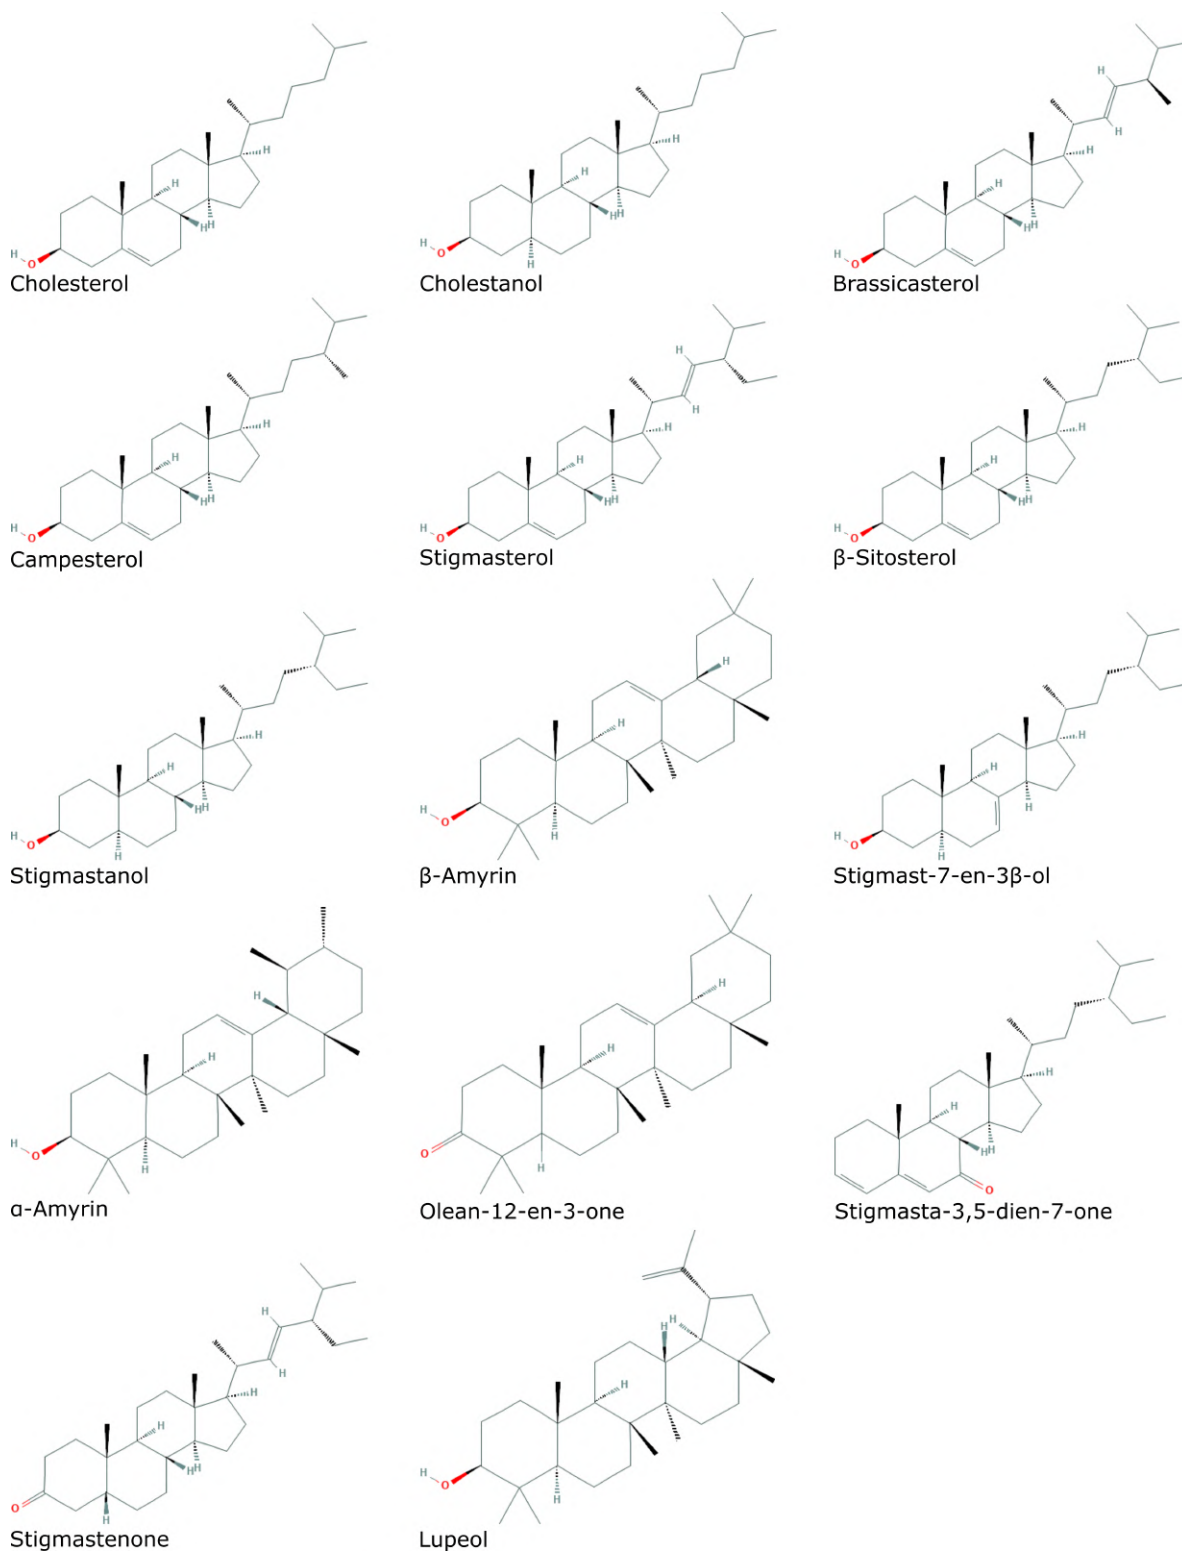 Cholesterol
Cholestanol
Brassicasterol
Campesterol
Stigmasterol
β-Sitosterol
Stigmastanol
β-Amyrin
Stigmast-7-en-3β-ol
α-Amyrin
Olean-12-en-3-one
Stigmasta-3,5-dien-7-one
Stigmastenone
Lupeol